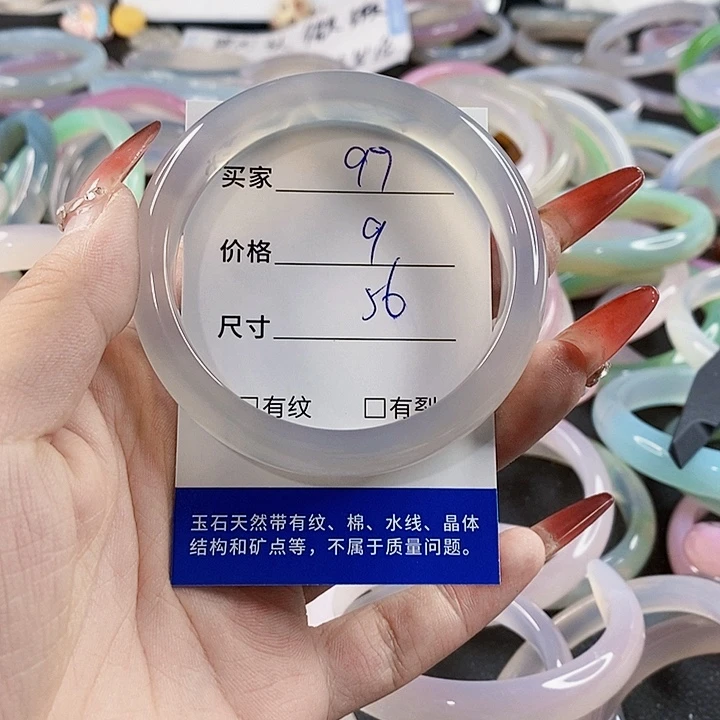 买家 97
价格 9
尺寸 56
□有纹 □有裂
玉石天然带有纹、棉、水线、晶体
结构和矿点等，不属于质量问题。